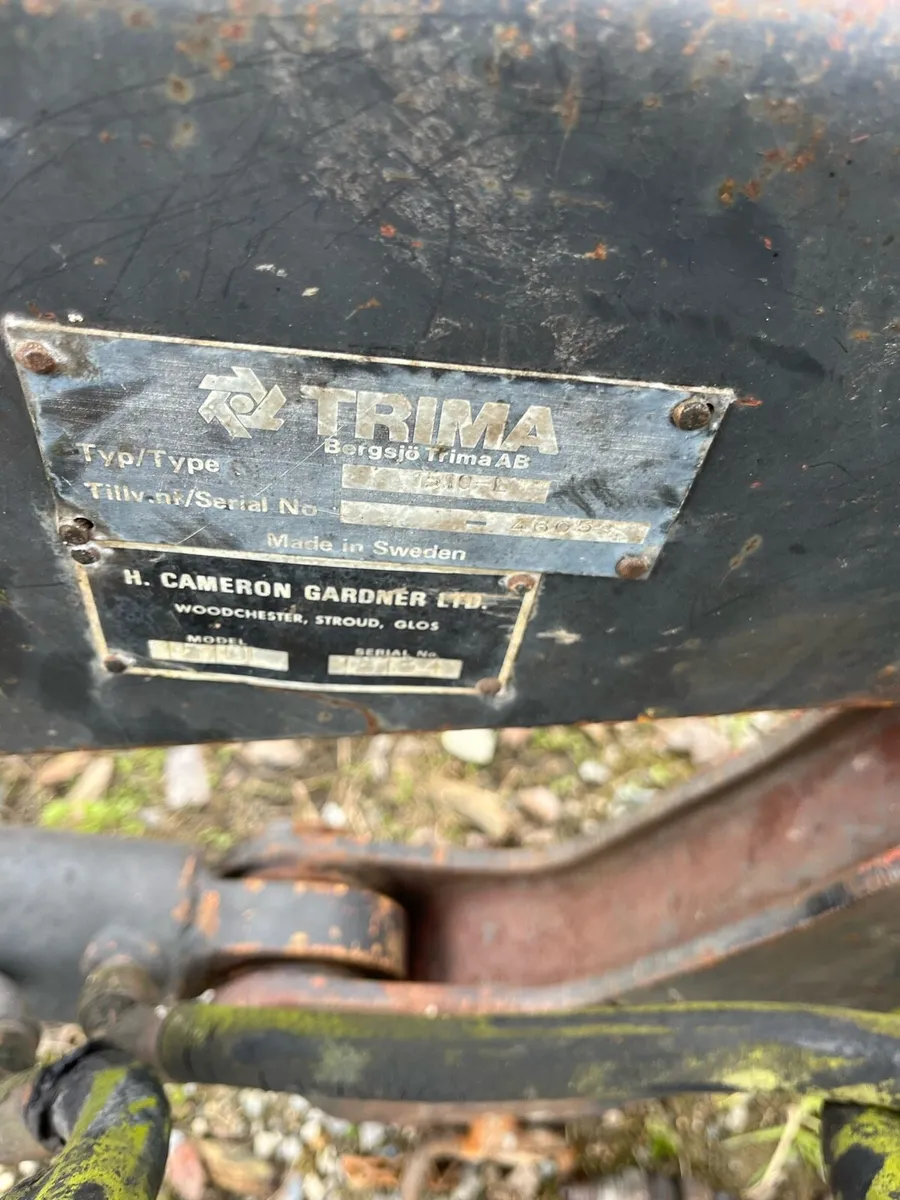 TRIMA
Bergsjö Trima AB
Typ/Type
Tillv.nr/Serial No
Made in Sweden
H. CAMERON GARDNER LTD.
WOODCHESTER, STROUD, GLOS
MODEL
SERIAL No.